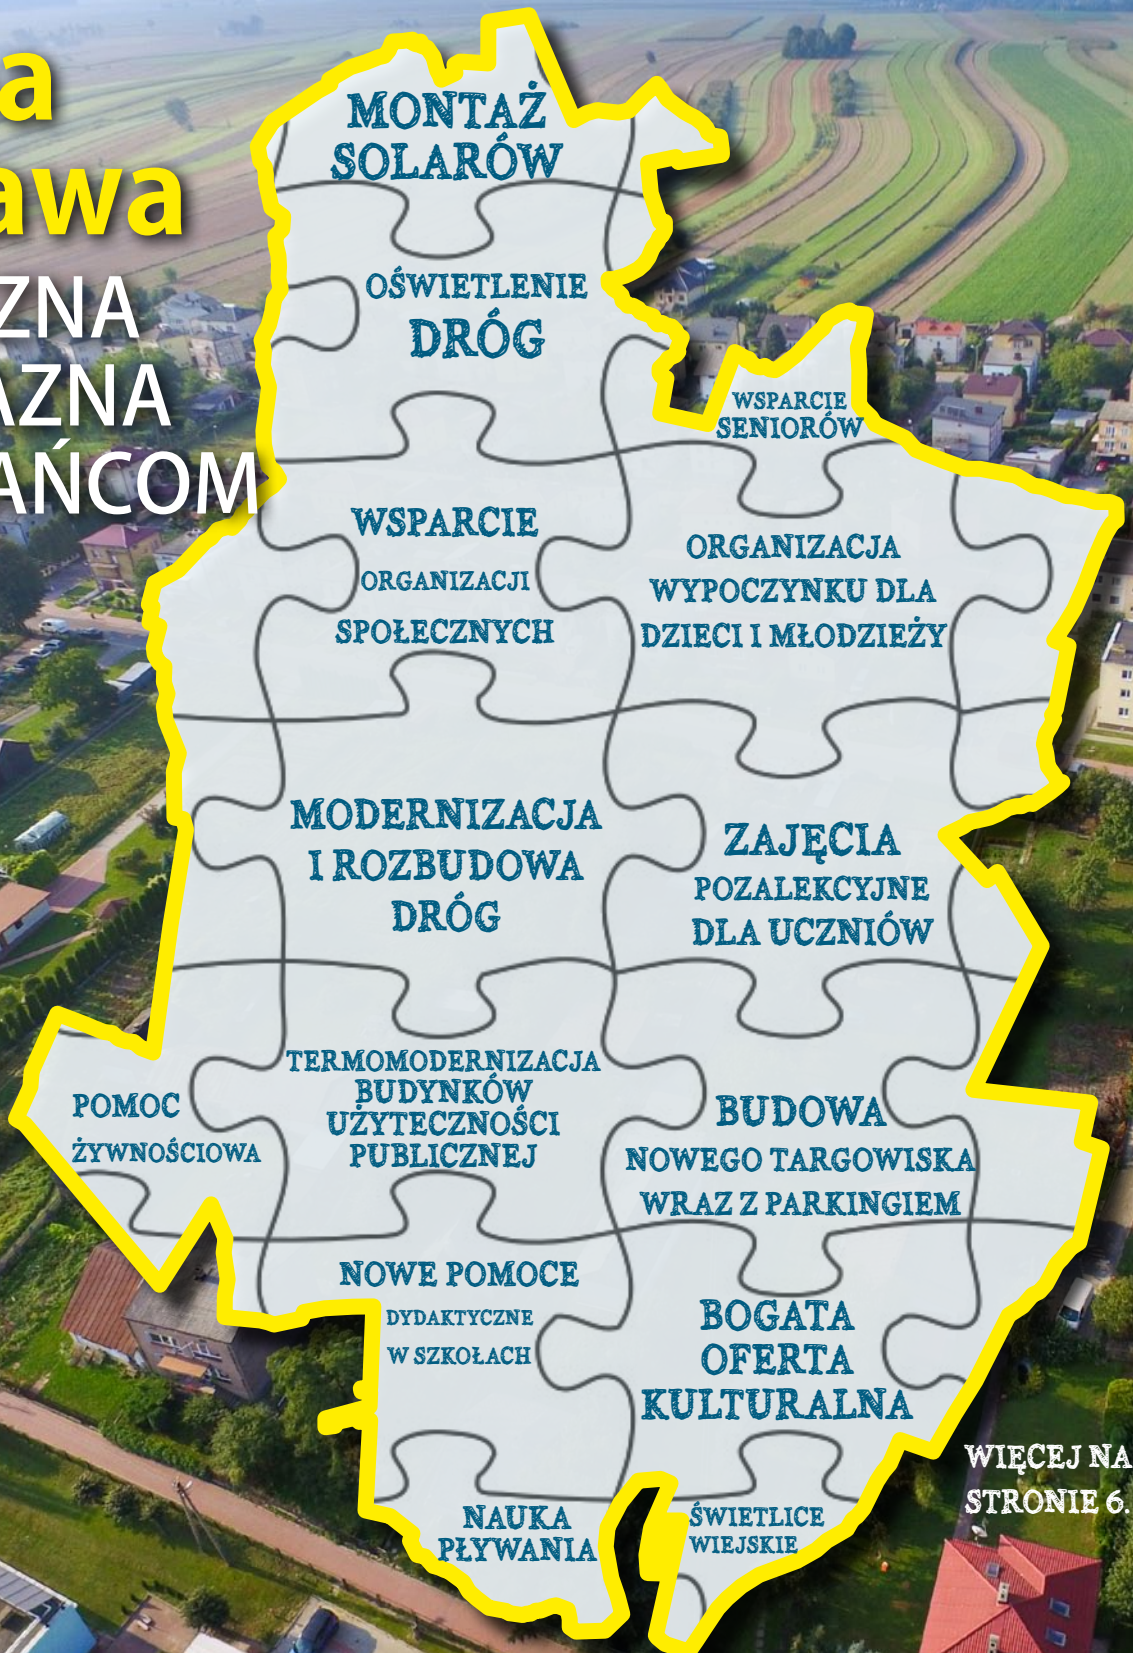 a
awa
ZNA
AZNA
AŃCOM
MONTAŻ
SOLARÓW
OŚWIETLENIE
DRÓG
WSPARCIE
SENIORÓW
WSPARCIE
ORGANIZACJI
SPOŁECZNYCH
ORGANIZACJA
WYPOCZYNKU DLA
DZIECI I MŁODZIEŻY
MODERNIZACJA
I ROZBUDOWA
DRÓG
ZAJĘCIA
POZALEKCYJNE
DLA UCZNIÓW
POMOC
ŻYWNOŚCIOWA
TERMOMODERNIZACJA
BUDYNKÓW
UŻYTECZNOŚCI
PUBLICZNEJ
BUDOWA
NOWEGO TARGOWISKA
WRAZ Z PARKINGIEM
NOWE POMOCE
DYDAKTYCZNE
W SZKOŁACH
BOGATA
OFERTA
KULTURALNA
NAUKA
PŁYWANIA
ŚWIETLICE
WIEJSKIE
WIĘCEJ NA
STRONIE 6.